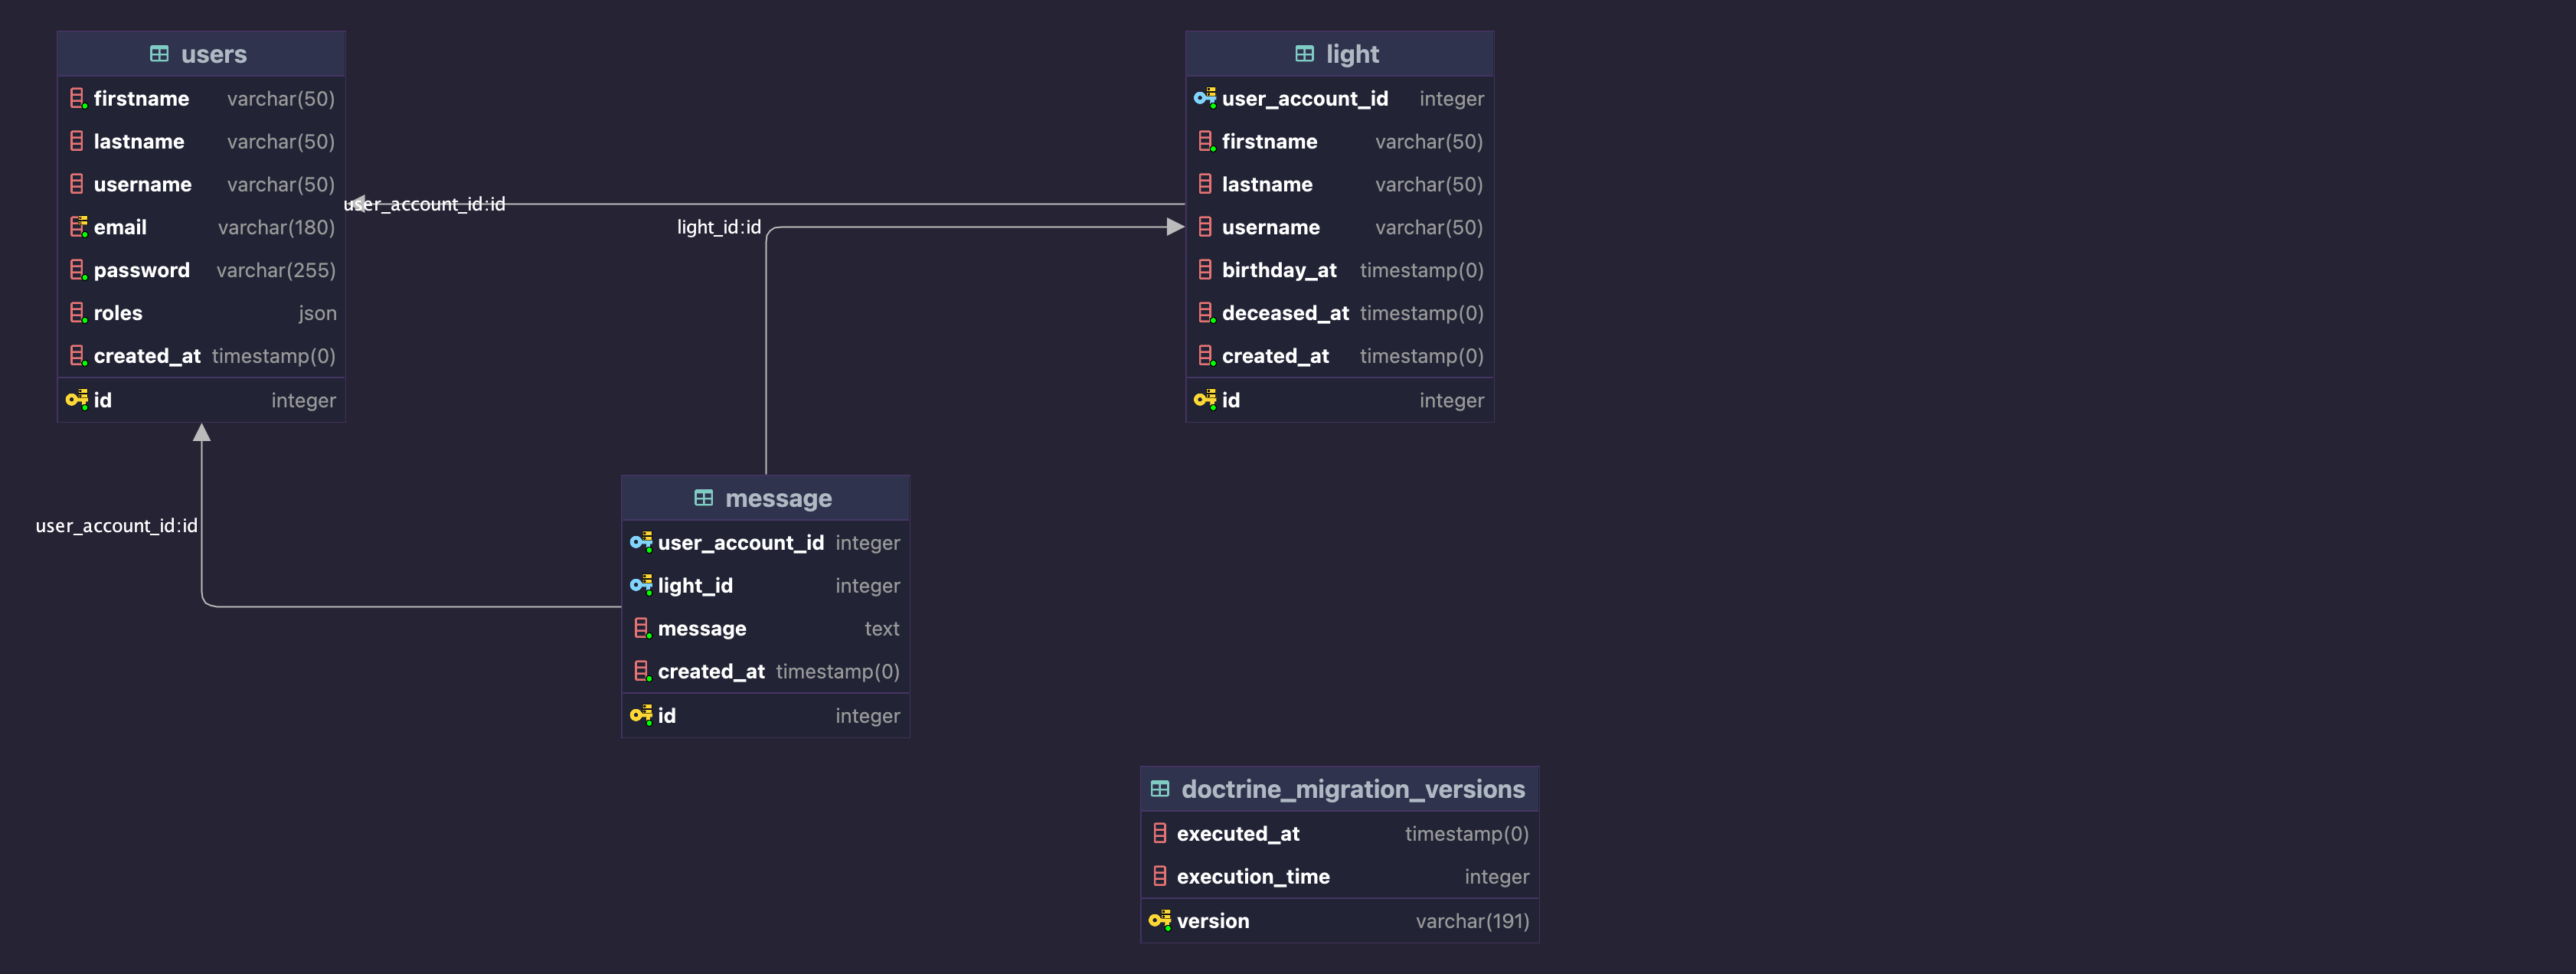 users
firstname varchar(50)
lastname varchar(50)
username varchar(50)
email varchar(180)
password varchar(255)
roles json
created_at timestamp(0)
id integer
user_account_id:id
light_id:id
light
user_account_id integer
firstname varchar(50)
lastname varchar(50)
username varchar(50)
birthday_at timestamp(0)
deceased_at timestamp(0)
created_at timestamp(0)
id integer
user_account_id:id
message
user_account_id integer
light_id integer
message text
created_at timestamp(0)
id integer
doctrine_migration_versions
executed_at timestamp(0)
execution_time integer
version varchar(191)